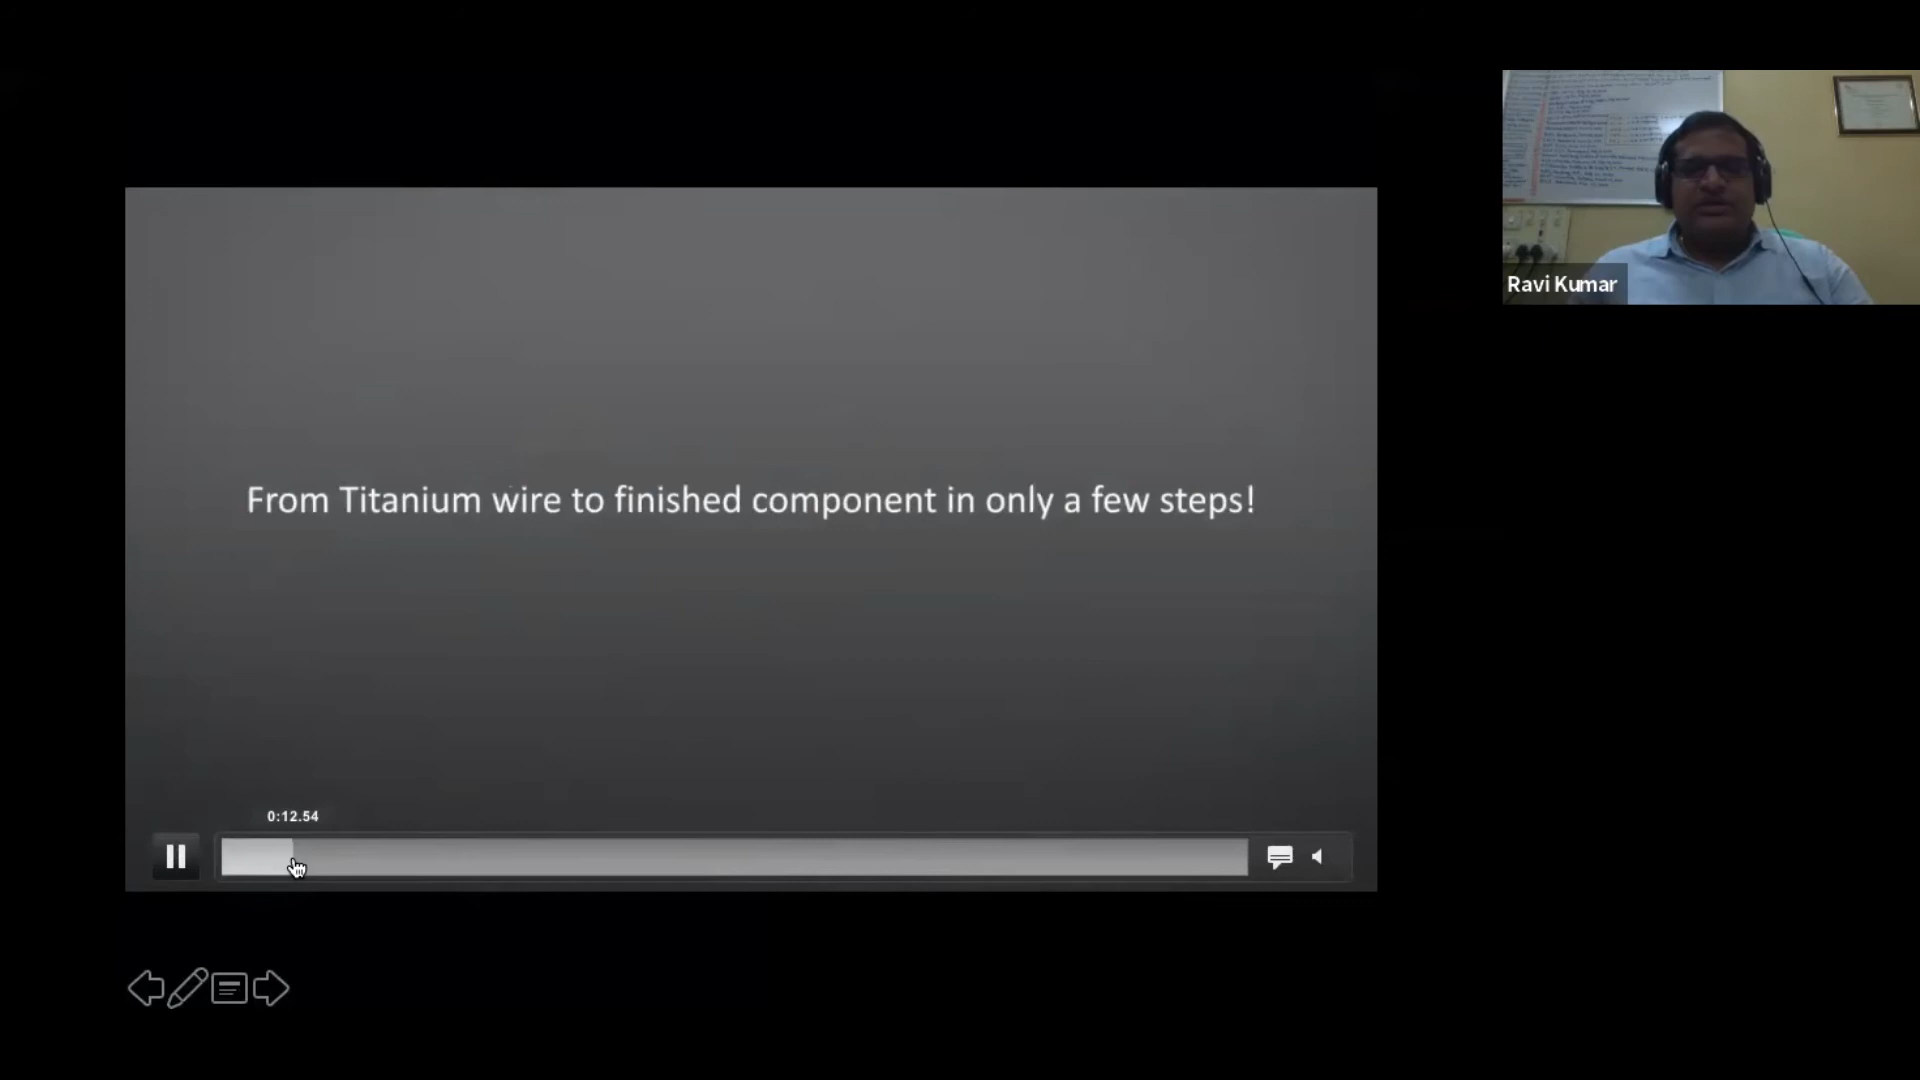 Ravi Kumar
From Titanium wire to finished component in only a few steps!
0:12.54